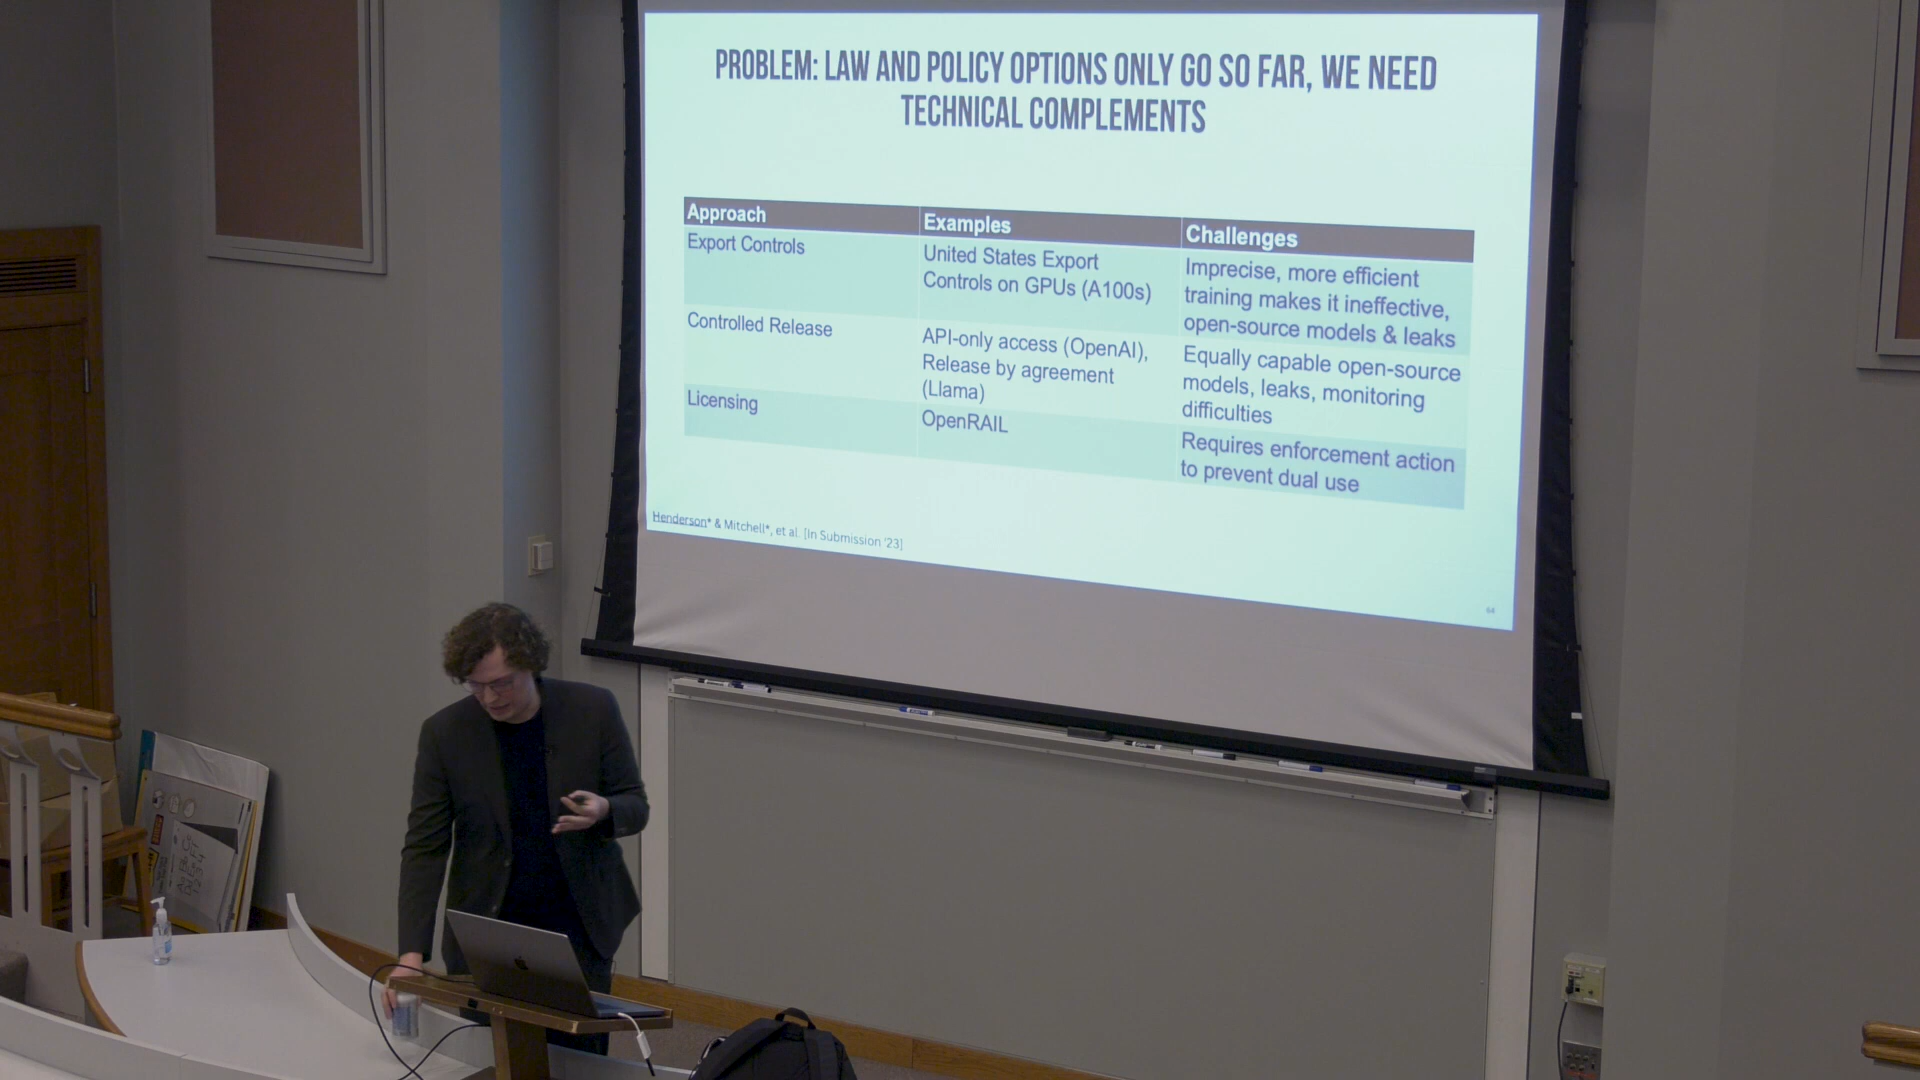 PROBLEM: LAW AND POLICY OPTIONS ONLY GO SO FAR, WE NEED
TECHNICAL COMPLEMENTS
Approach
Examples
Challenges
Export Controls
United States Export
Controls on GPUs (A100s)
Imprecise, more efficient
training makes it ineffective,
open-source models & leaks
Controlled Release
API-only access (OpenAI),
Release by agreement
(Llama)
Equally capable open-source
models, leaks, monitoring
difficulties
Licensing
OpenRAIL
Requires enforcement action
to prevent dual use
Henderson* & Mitchell*, et al. [In Submission '23]
64